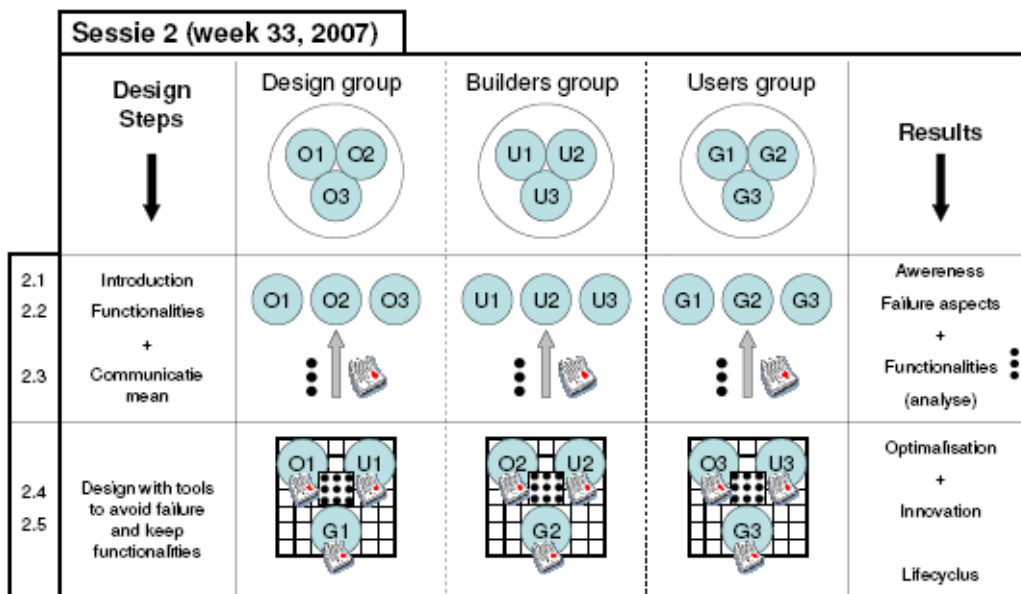 Sessie 2 (week 33, 2007)
Design
Steps
Design group
Builders group
Users group
Results
O1 O2
O3
U1 U2
U3
G1 G2
G3
2.1
2.2
2.3
Introduction
Functionalities
+
Communicatie
mean
O1 O2 O3
U1 U2 U3
G1 G2 G3
Awereness
Failure aspects
+
Functionalities
(analyse)
2.4
2.5
Design with tools
to avoid failure
and keep
functionalities
O1 U1
G1
O2 U2
G2
O3 U3
G3
Optimalisation
+
Innovation
Lifecyclus